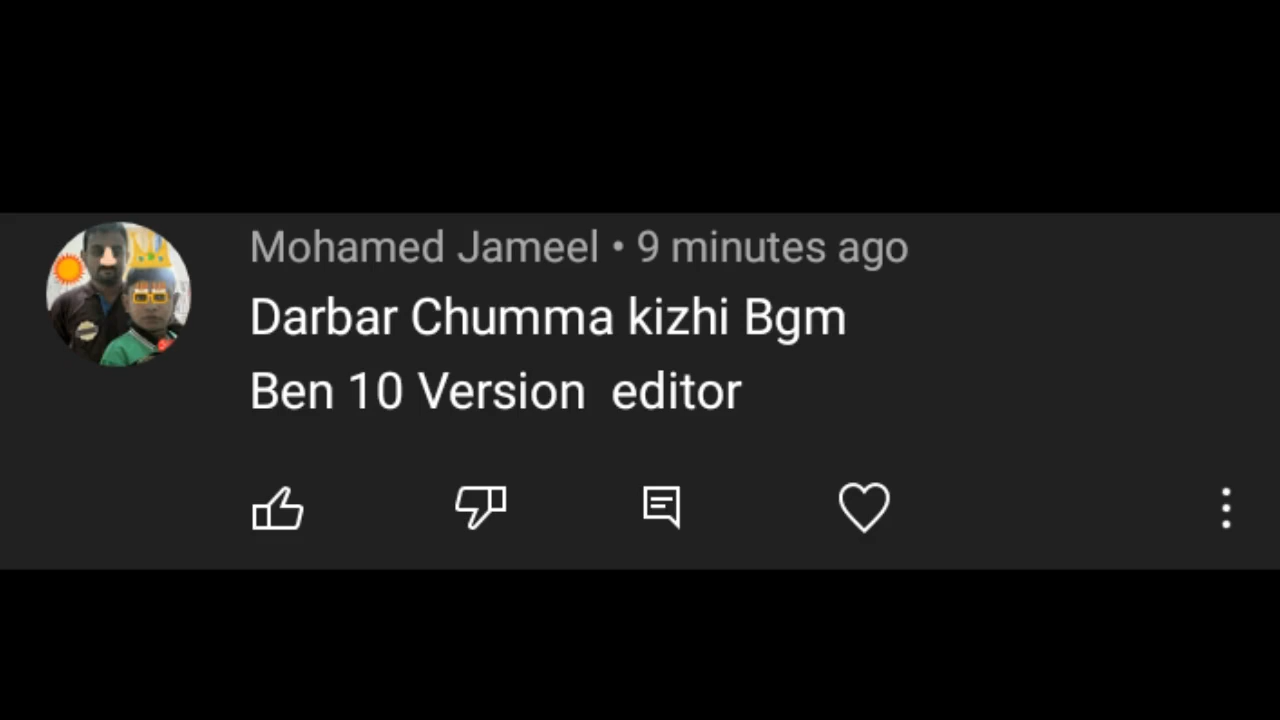 Mohamed Jameel • 9 minutes ago
Darbar Chumma kizhi Bgm
Ben 10 Version  editor